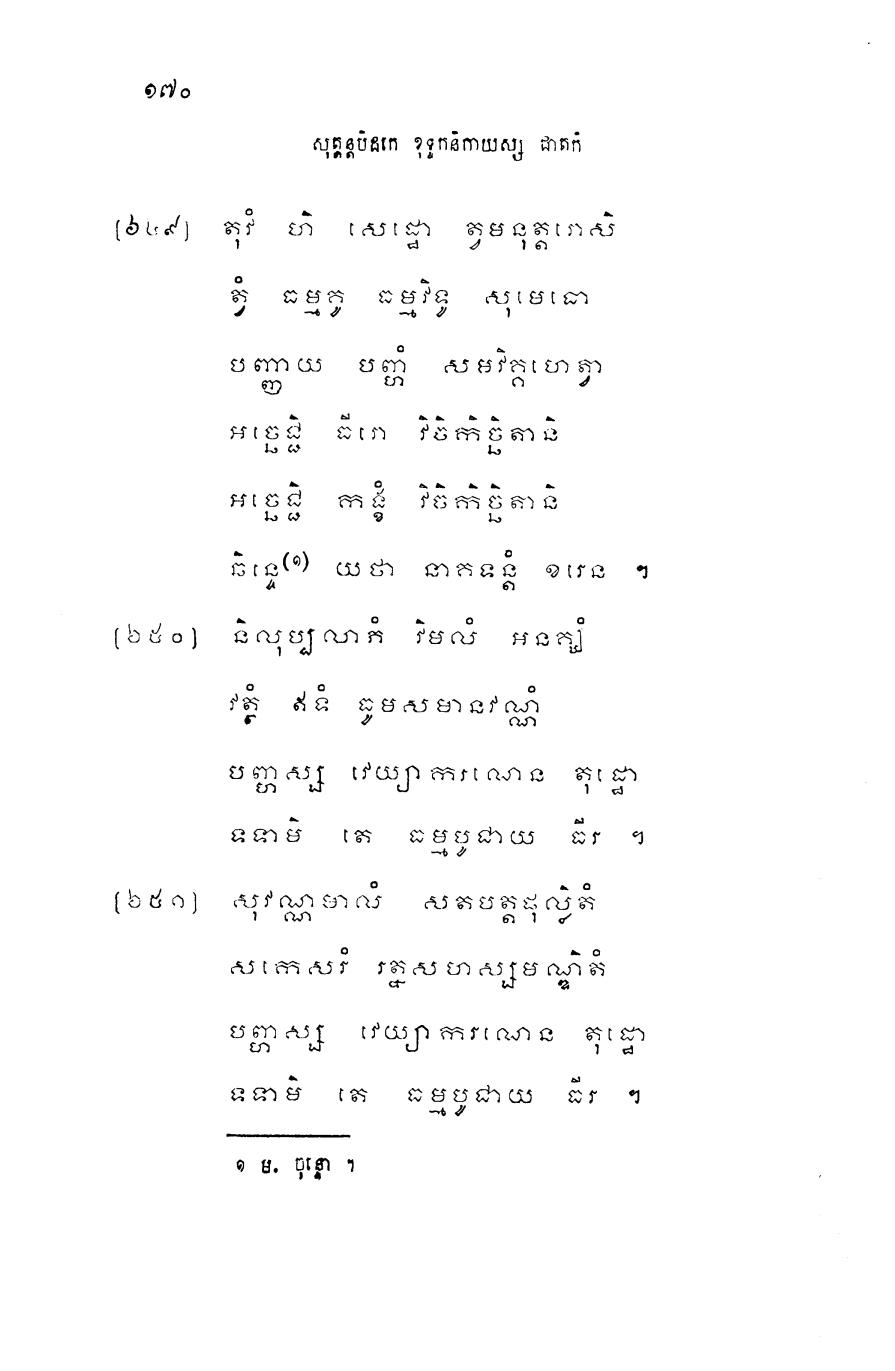 ១៧០
សុត្តន្តបិដកេ ខុទ្ទកនិកាយស្ស ជាតកំ
(៦៤៩) តុវំ ហិ សេដ្ឋោ ត្វមនុត្តរោសិ
ត្វំ ធម្មគូ ធម្មវិទូ សុមេធោ
បញ្ញាយ បញ្ហំ សមវិគ្គហេត្វា
អច្ឆេជ្ជិ ធីរោ វិចិកិច្ឆិតានិ
អច្ឆេជ្ជិ កង្ខំ វិចិកិច្ឆិតានិ
ឆិន្ទេ(១) យថា នាគទន្តំ ខរេន ។
(៦៥០) និលុប្បលាភំ វិមលំ អនគ្ឃំ
វត្ថំ ឥទំ ធូមសមានវណ្ណំ
បញ្ហស្ស វេយ្យាករណេន តុដ្ឋោ
ទទាមិ តេ ធម្មបូជាយ ធីរ ។
(៦៥១) សុវណ្ណមាលំ សតបត្តផុល្លិតំ
សកេសរំ រត្នសហស្សមណ្ឌិតំ
បញ្ហស្ស វេយ្យាករណេន តុដ្ឋោ
ទទាមិ តេ ធម្មបូជាយ ធីរ ។
១ ម. ចុន្ទោ ។